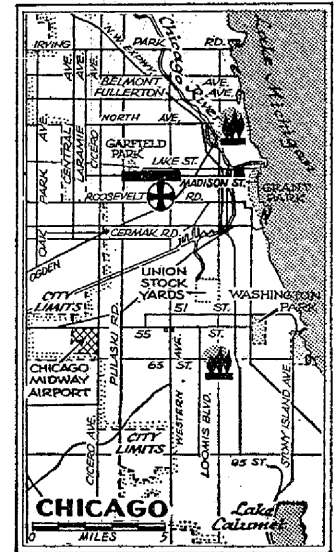 IRVING PARK RD.
N.W. EXPWY.
Chicago River
Lake Michigan
BELMONT AVE.
FULLERTON AVE.
NORTH AVE.
OAK PARK AVE.
CENTRAL AVE.
LARAMIE AVE.
CICERO AVE.
GARFIELD
PARK
LAKE ST.
MADISON ST.
GRANT
PARK
ROOSEVELT RD.
CERMAK RD.
OGDEN
UNION
STOCK
YARDS
CITY
LIMITS
WASHINGTON
PARK
51 ST.
55 ST.
63 ST.
CHICAGO
MIDWAY
AIRPORT
PULASKI RD.
WESTERN AVE.
LOOMIS BLVD.
STONY ISLAND AVE.
CICERO AVE.
CITY
LIMITS
95 ST.
CHICAGO
0 MILES 5
Lake
Calumet